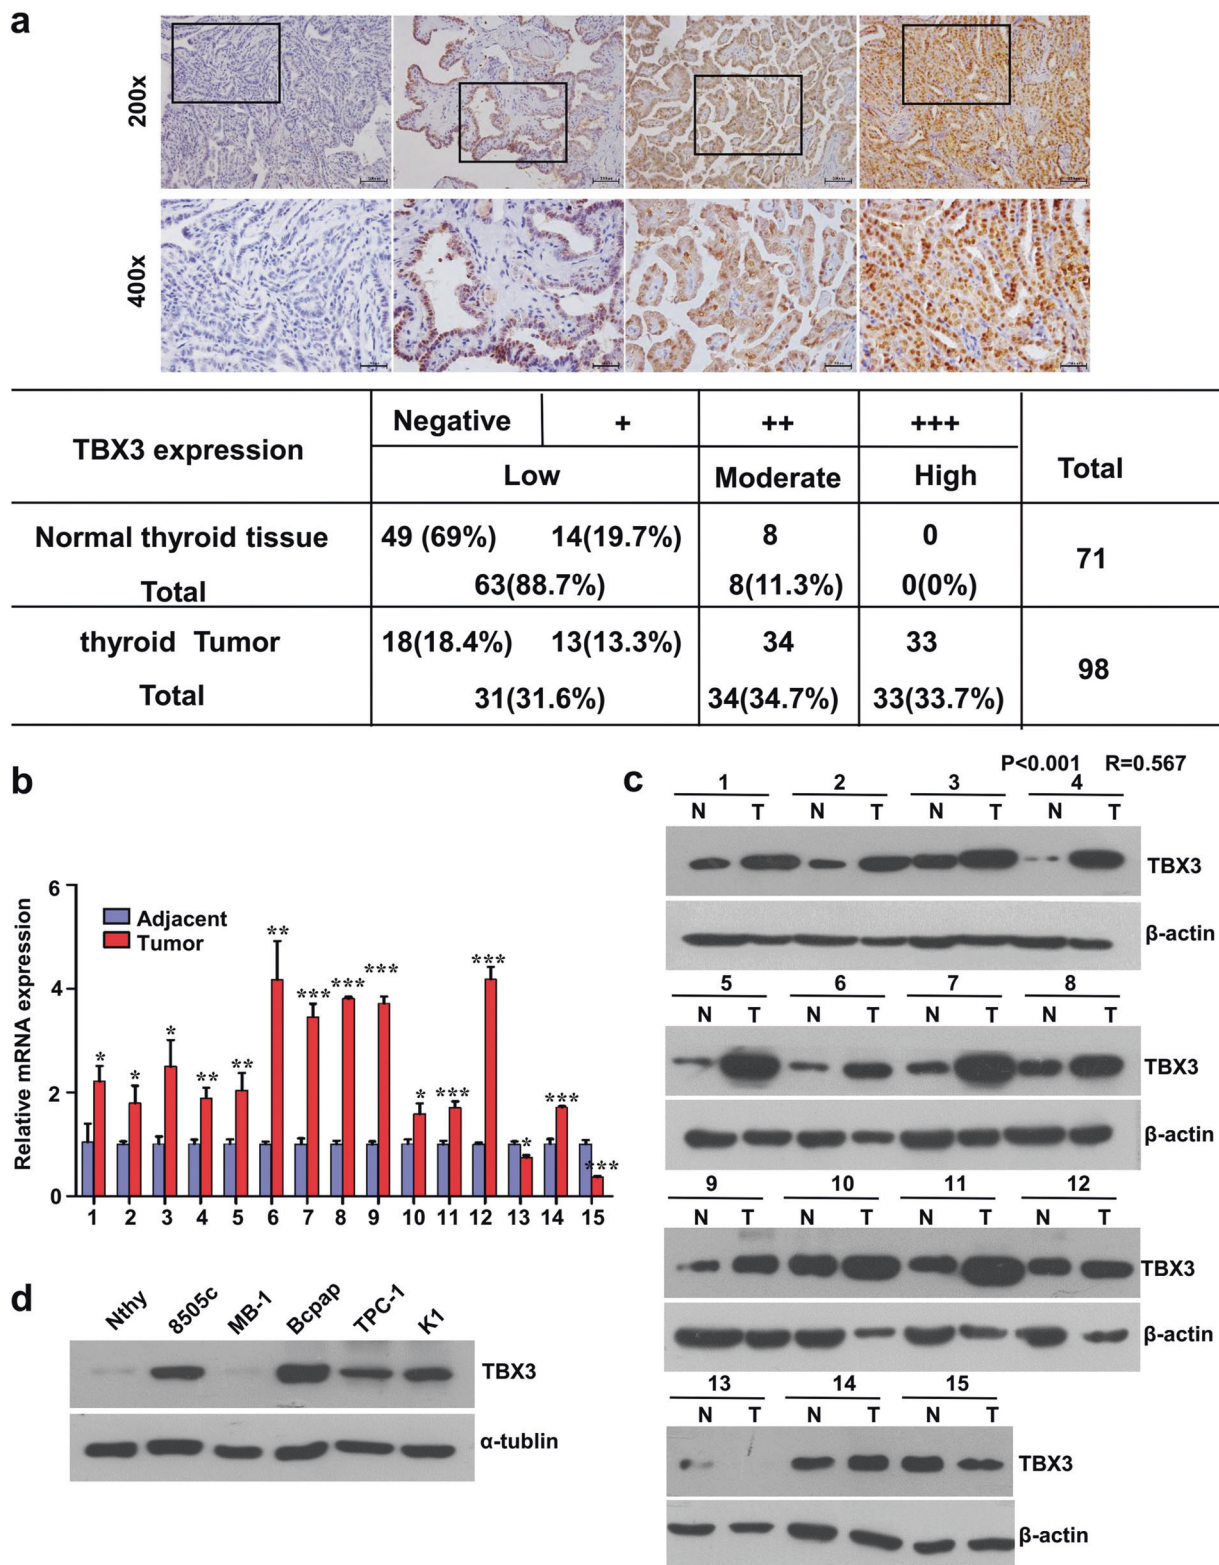 a
200x
400x
TBX3 expression
Negative + ++ +++
Low Moderate High
Total
Normal thyroid tissue 49 (69%) 14(19.7%) 8 0
Total 63(88.7%) 8(11.3%) 0(0%)
71
thyroid Tumor 18(18.4%) 13(13.3%) 34 33
Total 31(31.6%) 34(34.7%) 33(33.7%)
98
P<0.001 R=0.567
b
Relative mRNA expression
6
4
2
0
Adjacent
Tumor
* * * ** ** ** *** *** *** * *** *** * *** ***
1 2 3 4 5 6 7 8 9 10 11 12 13 14 15
c
1 2 3 4
N T N T N T N T
TBX3
β-actin
5 6 7 8
N T N T N T N T
TBX3
β-actin
9 10 11 12
N T N T N T N T
TBX3
β-actin
13 14 15
N T N T N T
TBX3
β-actin
d
Nthy 8505c MB-1 Bcpap TPC-1 K1
TBX3
α-tublin